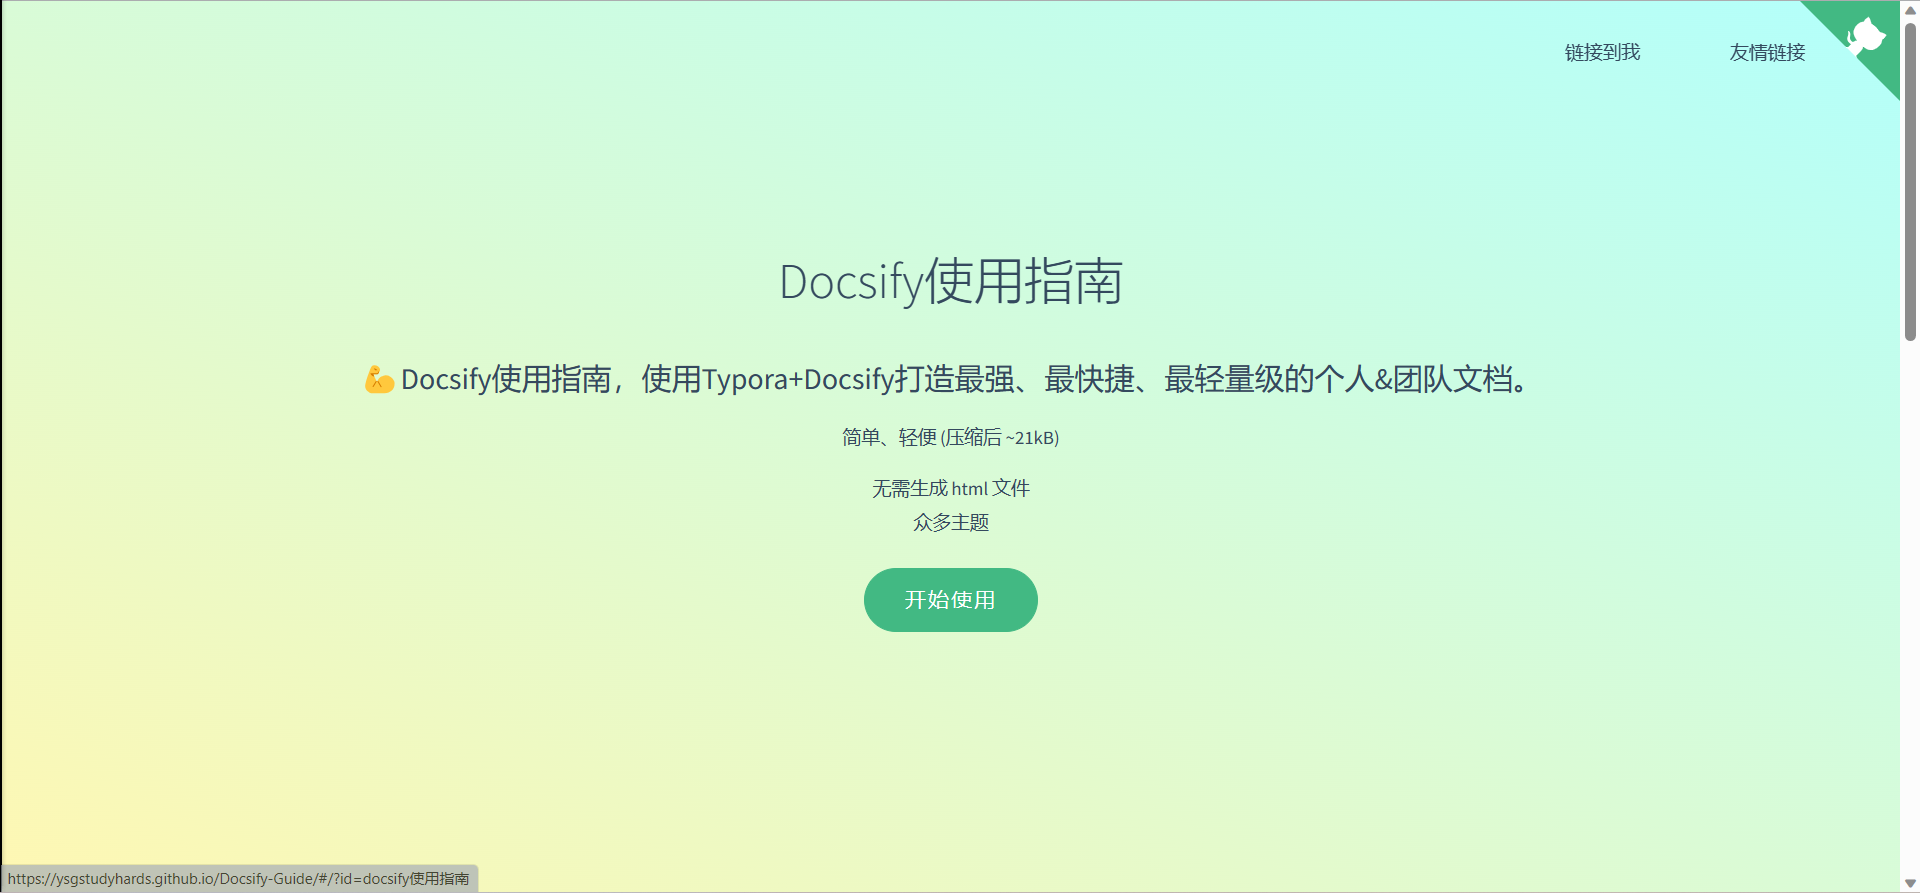 链接到我
友情链接
Docsify使用指南
💪 Docsify使用指南，使用Typora+Docsify打造最强、最快捷、最轻量级的个人&团队文档。
简单、轻便 (压缩后 ~21kB)
无需生成 html 文件
众多主题
开始使用
https://ysgstudyhards.github.io/Docsify-Guide/#/?id=docsify使用指南